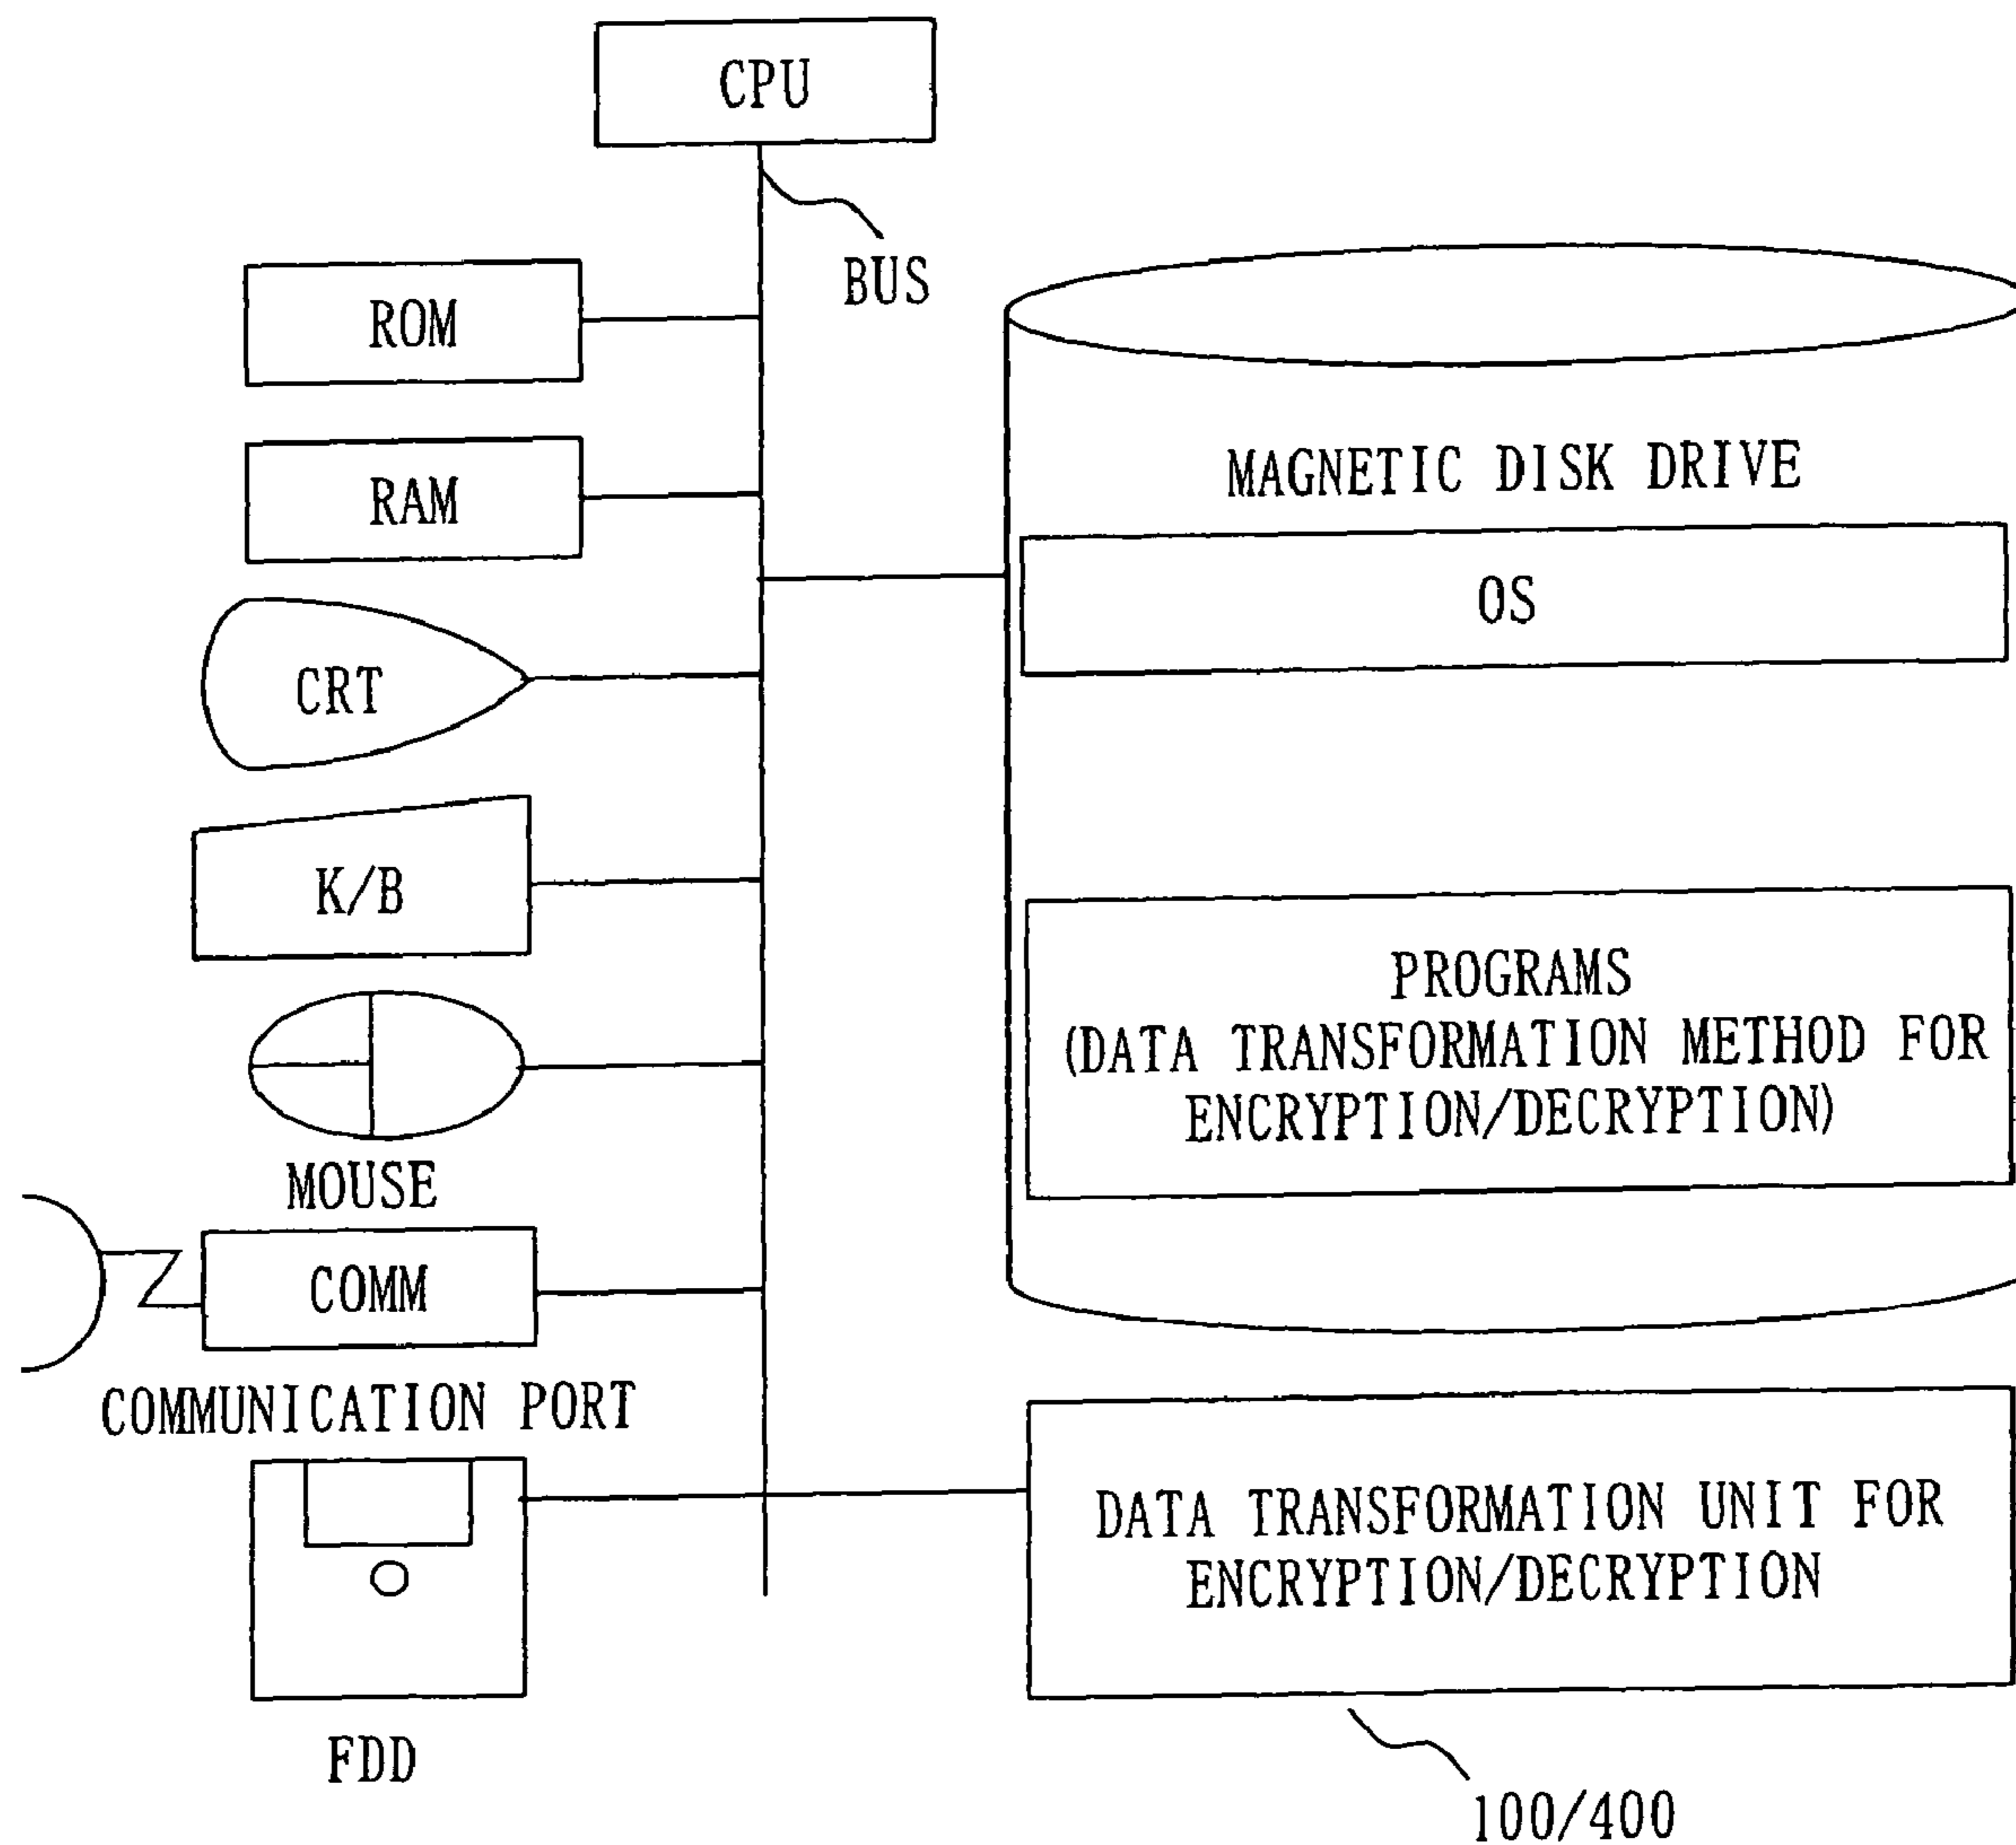 CPU
BUS
ROM
RAM
MAGNETIC DISK DRIVE
OS
CRT
K/B
PROGRAMS
(DATA TRANSFORMATION METHOD FOR
ENCRYPTION/DECRYPTION)
MOUSE
COMM
COMMUNICATION PORT
DATA TRANSFORMATION UNIT FOR
ENCRYPTION/DECRYPTION
FDD
100/400